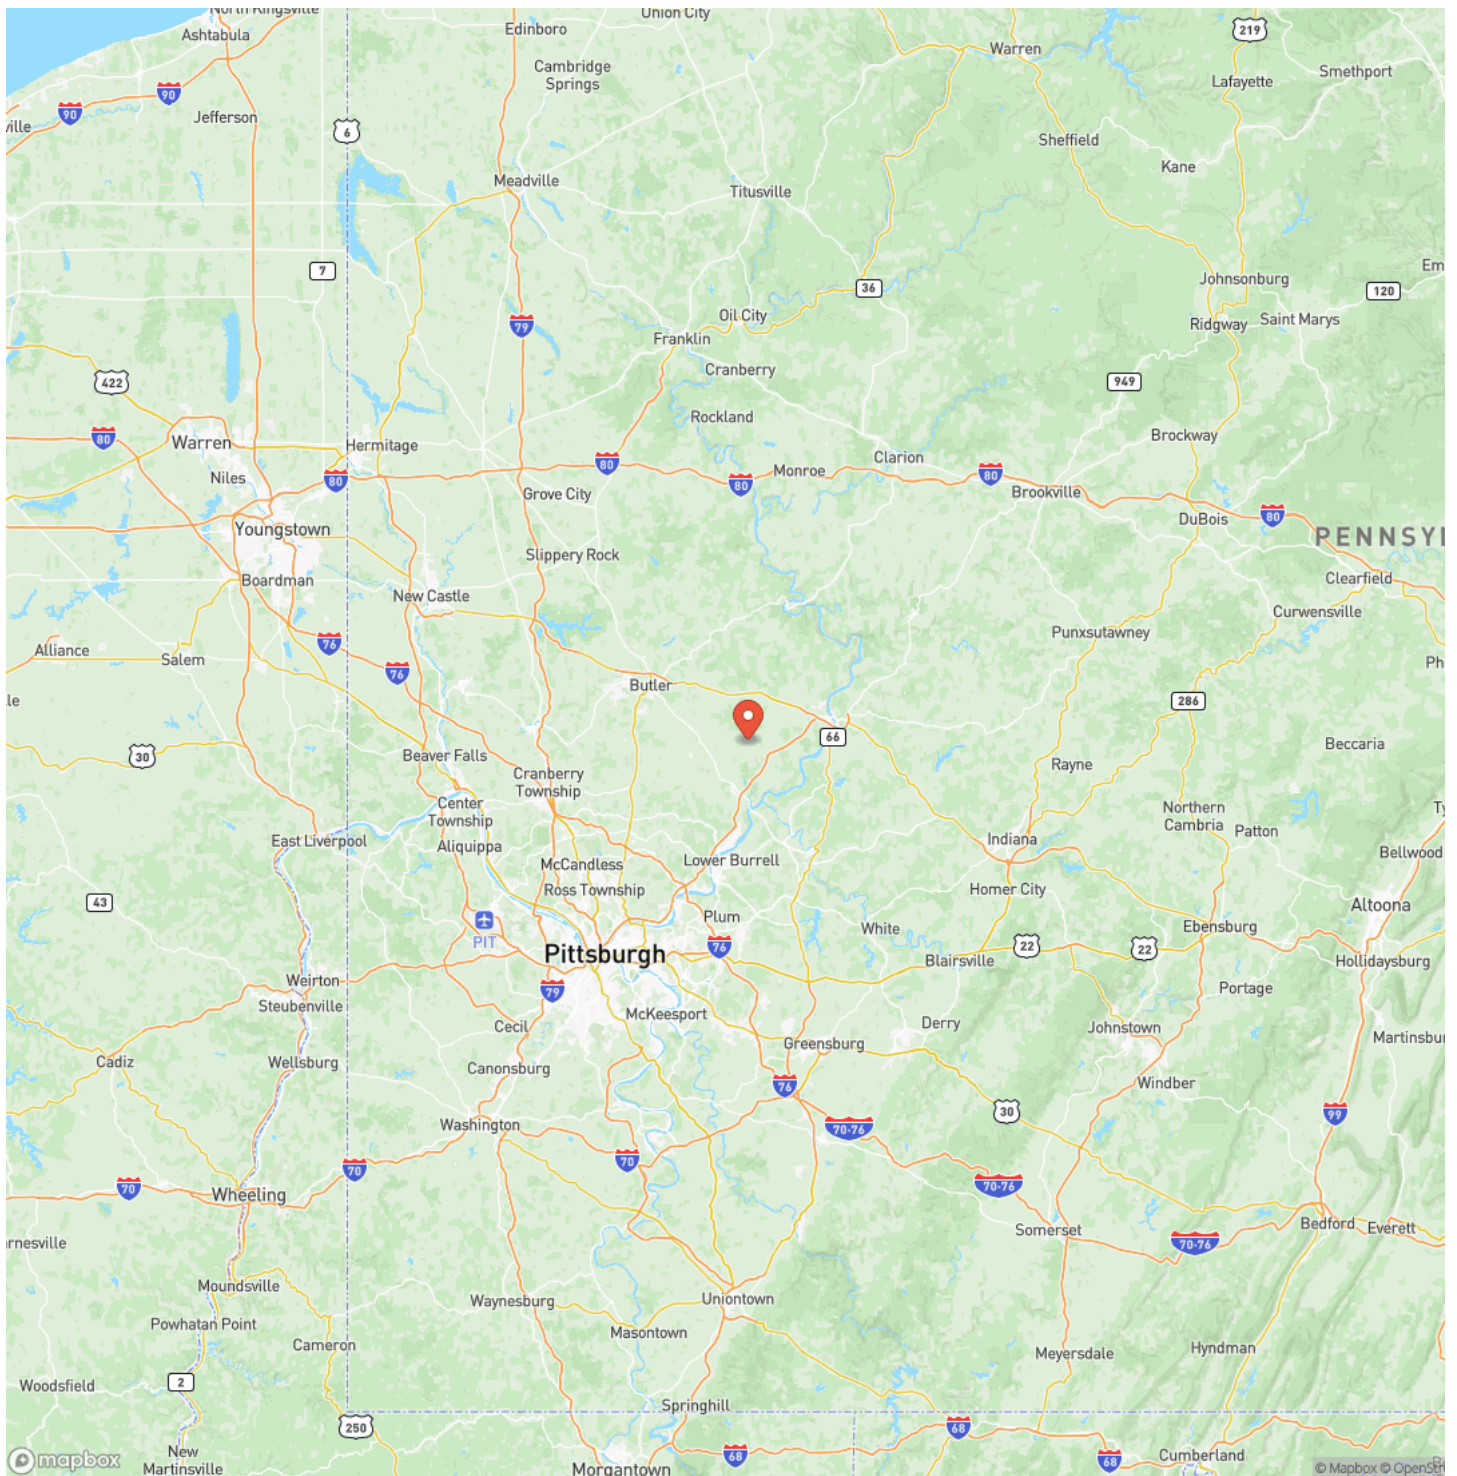 North Kingsville
Union City
Ashtabula
Edinboro
219
Warren
Cambridge
Springs
Smethport
Lafayette
90
90
ville
Jefferson
6
Sheffield
Kane
Meadville
Titusville
7
Em
Johnsonburg
36
120
Oil City
Saint Marys
79
Ridgway
Franklin
Cranberry
422
949
Rockland
80
Warren
Hermitage
Brockway
Clarion
80
Monroe
80
Niles
80
80
80
Grove City
Brookville
DuBois
80
Youngstown
PENNSYL
Slippery Rock
Boardman
Clearfield
New Castle
Curwensville
Punxsutawney
76
Alliance
Salem
76
Ph
Butler
le
286
66
Beccaria
30
Beaver Falls
Rayne
Cranberry
Township
Center
Township
Northern
Cambria
Ty
Patton
East Liverpool
Indiana
Aliquippa
Bellwood
Lower Burrell
McCandless
Ross Township
Homer City
43
Altoona
Plum
White
Ebensburg
PIT
76
22
22
Pittsburgh
Blairsville
Hollidaysburg
Weirton
79
Portage
Steubenville
McKeesport
Derry
Cecil
Johnstown
Greensburg
Martinsbu
Cadiz
Wellsburg
Canonsburg
76
Windber
30
99
Washington
70-76
70
70
70
70-76
Wheeling
Somerset
Bedford
Everett
rnesville
70-76
Moundsville
Waynesburg
Uniontown
Powhatan Point
Masontown
Cameron
Hyndman
Meyersdale
2
Woodsfield
Springhill
250
68
68
68
New
Martinsville
Cumberland
mapbox
Morgantown
© Mapbox © OpenStr